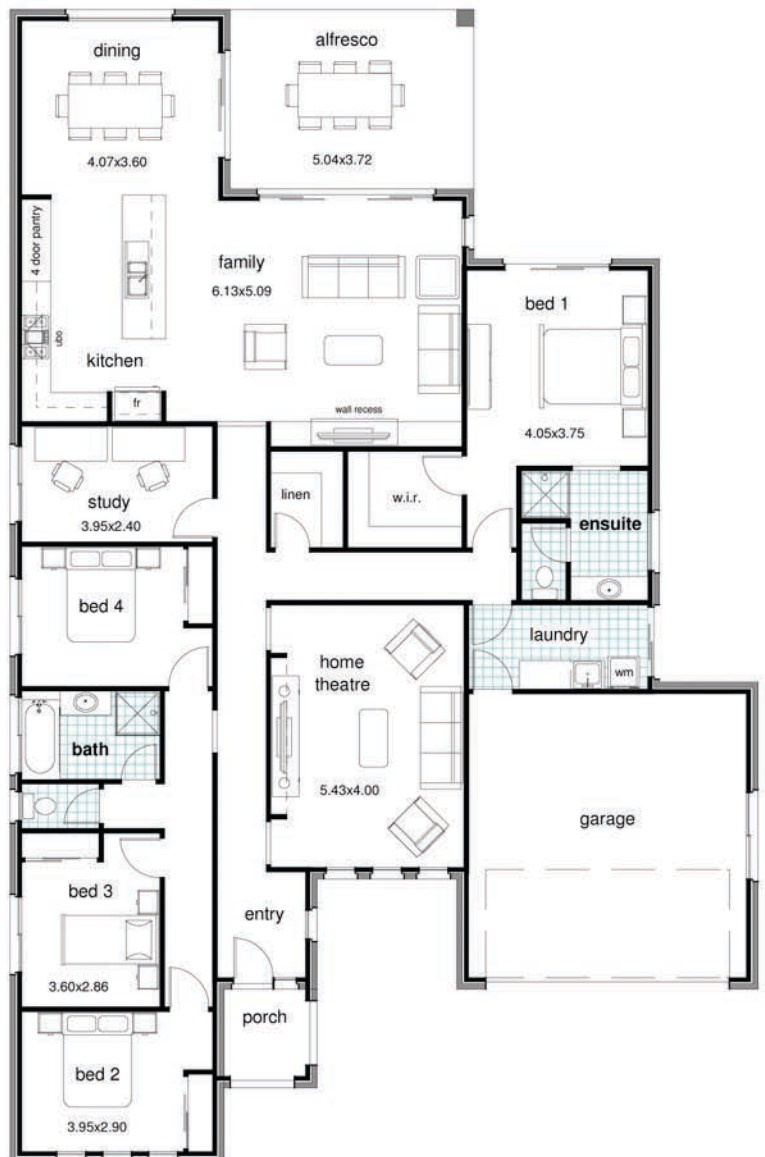 dining
4.07x3.60
alfresco
5.04x3.72
4 door pantry
family
6.13x5.09
ubo
kitchen
fr
wall recess
bed 1
4.05x3.75
study
3.95x2.40
linen
w.i.r.
ensuite
bed 4
laundry
wm
home
theatre
5.43x4.00
bath
garage
bed 3
3.60x2.86
entry
porch
bed 2
3.95x2.90